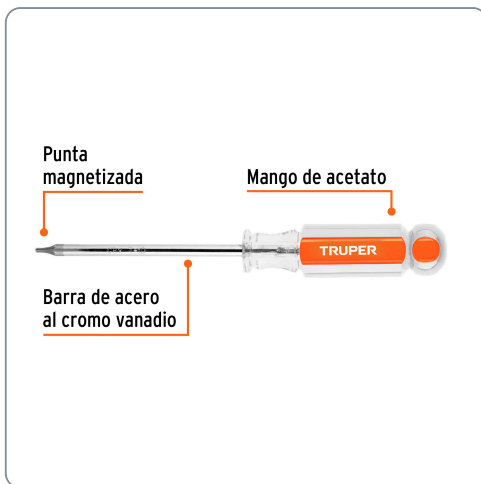 Punta
magnetizada
Mango de acetato
TRUPER
Barra de acero
al cromo vanadio